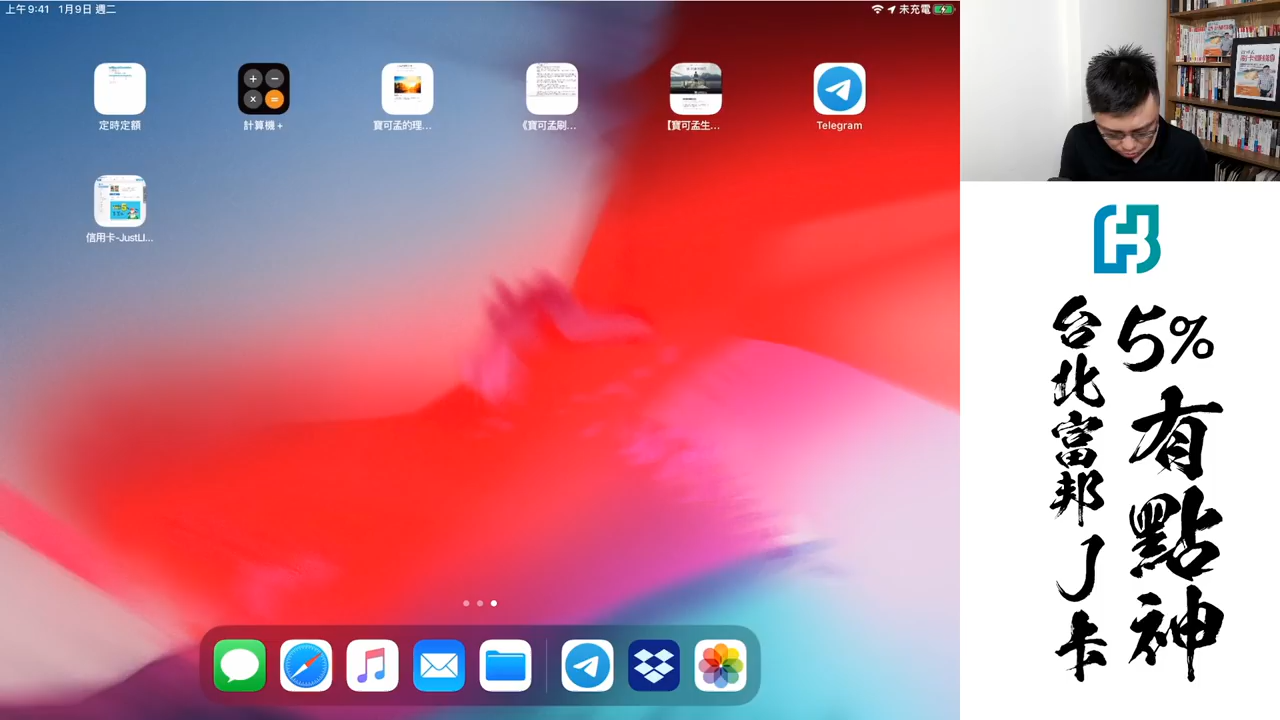 上午9:41 1月9日 週二
未充電
定時定額
計算機+
寶可孟的理...
《寶可孟刷...
【寶可孟生...
Telegram
信用卡-JustLI...
5%有點神
台北富邦J卡